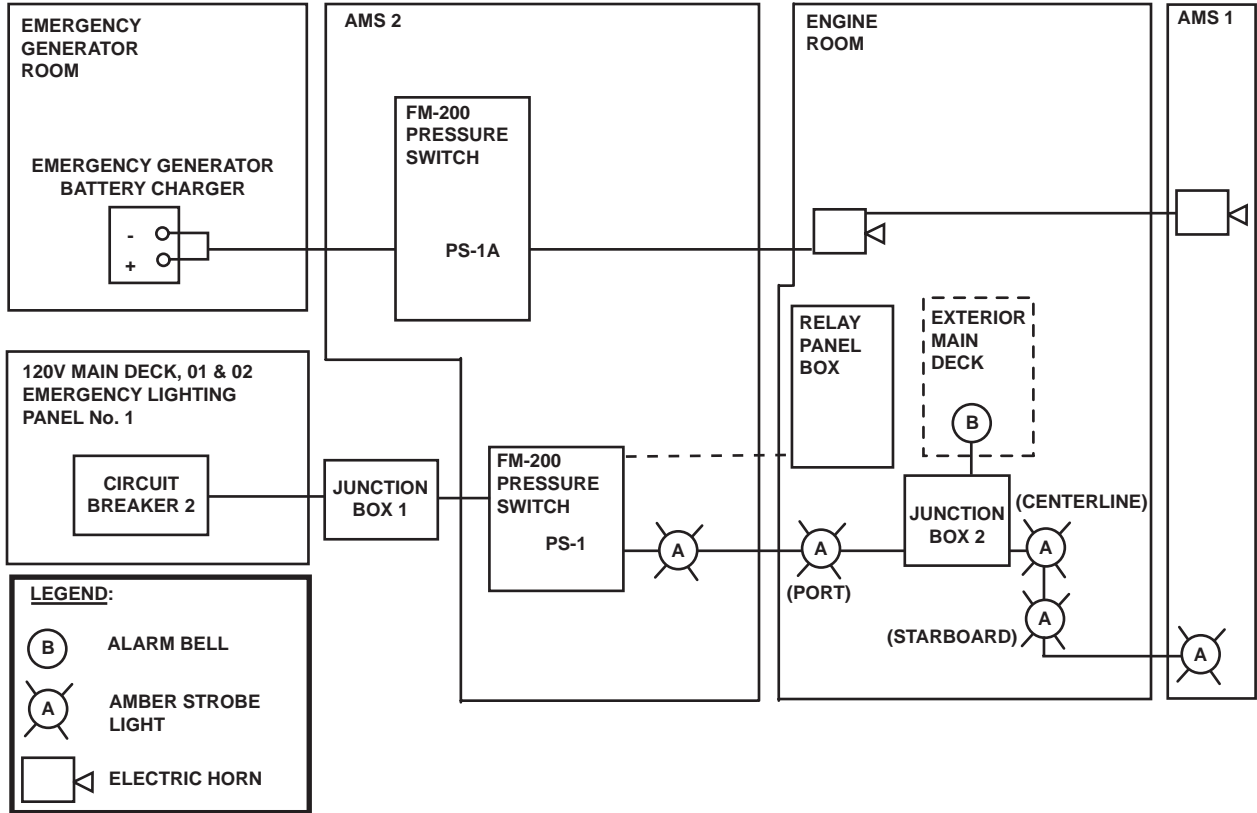 EMERGENCY
GENERATOR
ROOM
EMERGENCY GENERATOR
BATTERY CHARGER
-
+
AMS 2
FM-200
PRESSURE
SWITCH
PS-1A
ENGINE
ROOM
AMS 1
RELAY
PANEL
BOX
EXTERIOR
MAIN
DECK
B
120V MAIN DECK, 01 & 02
EMERGENCY LIGHTING
PANEL No. 1
CIRCUIT
BREAKER 2
JUNCTION
BOX 1
FM-200
PRESSURE
SWITCH
PS-1
A
A
(PORT)
JUNCTION
BOX 2
(CENTERLINE)
A
(STARBOARD)
A
A
LEGEND:
B
ALARM BELL
A
AMBER STROBE
LIGHT
ELECTRIC HORN